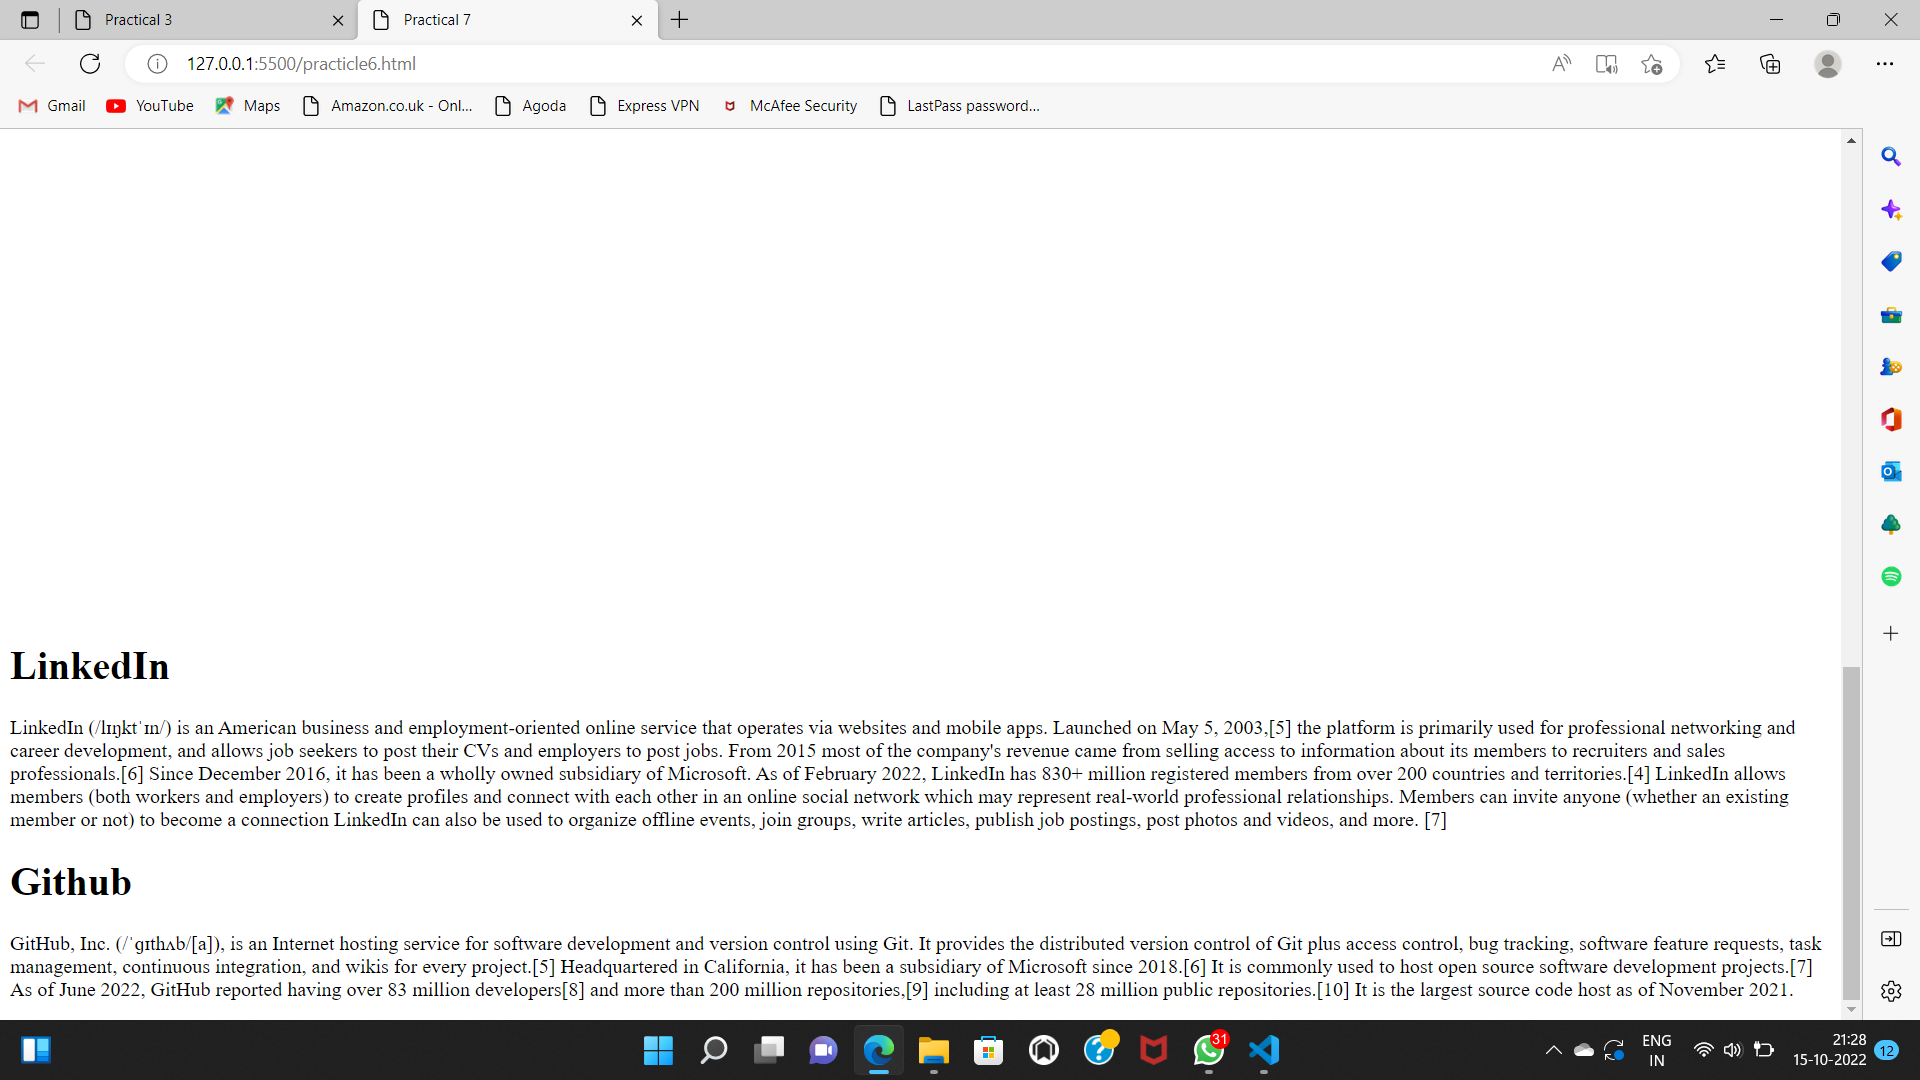 Practical 3
Practical 7
127.0.0.1:5500/practicle6.html
Gmail
YouTube
Maps
Amazon.co.uk - Onl...
Agoda
Express VPN
McAfee Security
LastPass password...
LinkedIn
LinkedIn (/lɪŋktˈɪn/) is an American business and employment-oriented online service that operates via websites and mobile apps. Launched on May 5, 2003,[5] the platform is primarily used for professional networking and
career development, and allows job seekers to post their CVs and employers to post jobs. From 2015 most of the company's revenue came from selling access to information about its members to recruiters and sales
professionals.[6] Since December 2016, it has been a wholly owned subsidiary of Microsoft. As of February 2022, LinkedIn has 830+ million registered members from over 200 countries and territories.[4] LinkedIn allows
members (both workers and employers) to create profiles and connect with each other in an online social network which may represent real-world professional relationships. Members can invite anyone (whether an existing
member or not) to become a connection LinkedIn can also be used to organize offline events, join groups, write articles, publish job postings, post photos and videos, and more. [7]
Github
GitHub, Inc. (/ˈɡɪthʌb/[a]), is an Internet hosting service for software development and version control using Git. It provides the distributed version control of Git plus access control, bug tracking, software feature requests, task
management, continuous integration, and wikis for every project.[5] Headquartered in California, it has been a subsidiary of Microsoft since 2018.[6] It is commonly used to host open source software development projects.[7]
As of June 2022, GitHub reported having over 83 million developers[8] and more than 200 million repositories,[9] including at least 28 million public repositories.[10] It is the largest source code host as of November 2021.
31
ENG
IN
21:28
15-10-2022
12